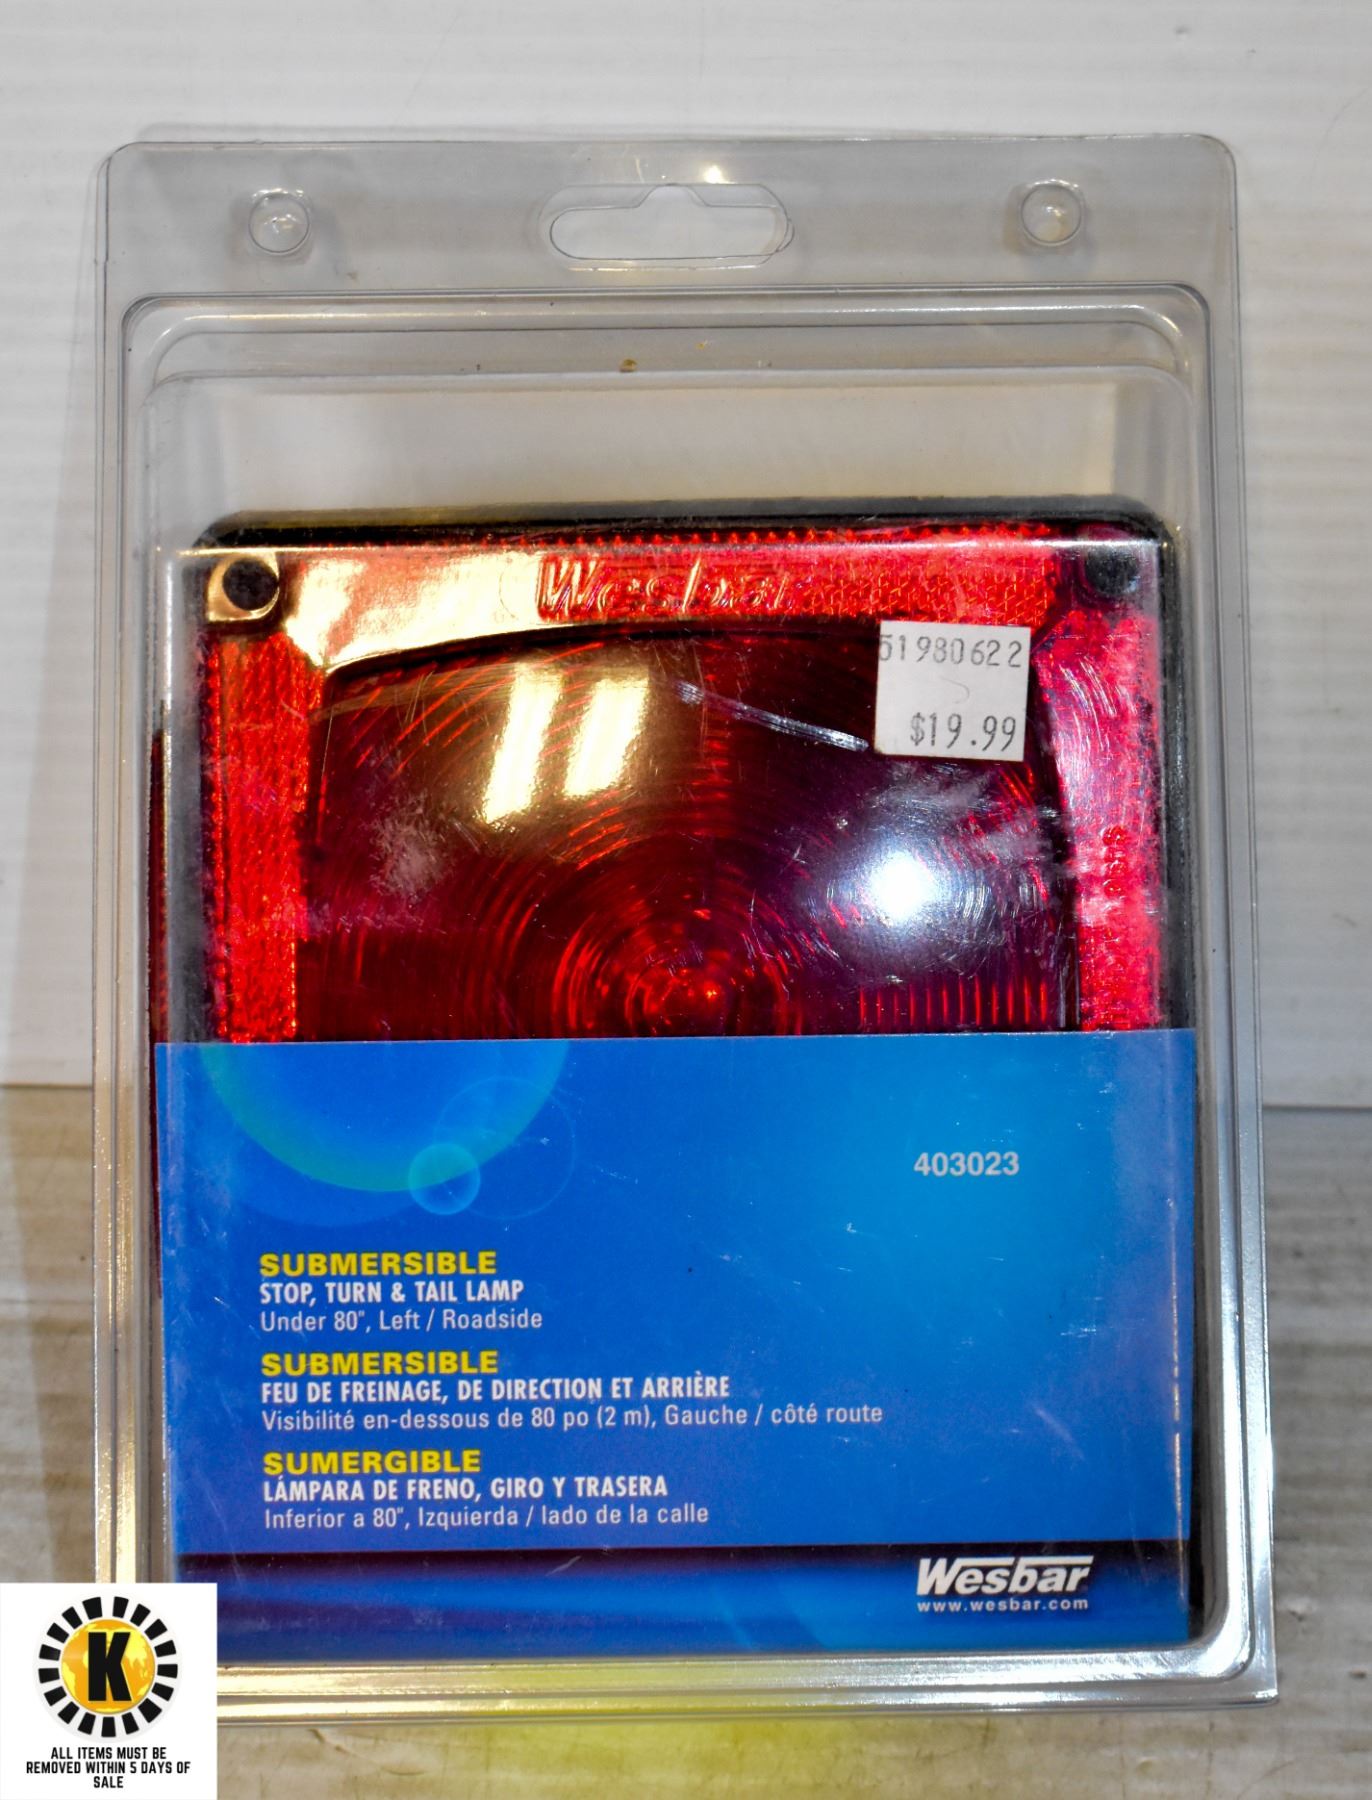 Wesbar
51980622
$19.99
403023
SUBMERSIBLE
STOP, TURN & TAIL LAMP
Under 80", Left / Roadside
SUBMERSIBLE
FEU DE FREINAGE, DE DIRECTION ET ARRIÈRE
Visibilité en-dessous de 80 po (2 m), Gauche / côté route
SUMERGIBLE
LÁMPARA DE FRENO, GIRO Y TRASERA
Inferior a 80", Izquierda / lado de la calle
Wesbar
www.wesbar.com
K
ALL ITEMS MUST BE
REMOVED WITHIN 5 DAYS OF
SALE